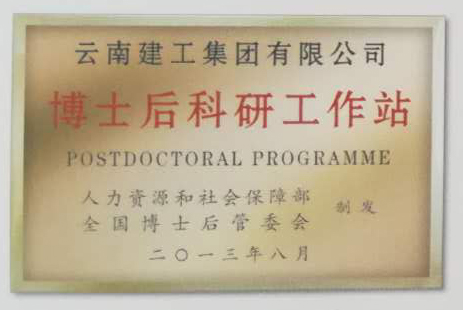 云南建工集团有限公司
博士后科研工作站
POSTDOCTORAL PROGRAMME
人力资源和社会保障部
全国博士后管委会
制发
二〇一三年八月